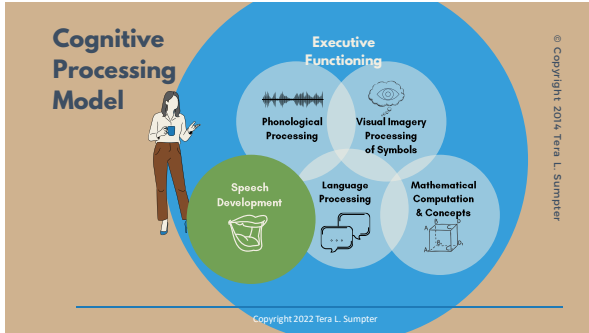 Cognitive
Processing
Model
Executive
Functioning
Phonological
Processing
Visual Imagery
Processing
of Symbols
Speech
Development
Language
Processing
Mathematical
Computation
& Concepts
© Copyright 2014 Tera L. Sumpter
Copyright 2022 Tera L. Sumpter